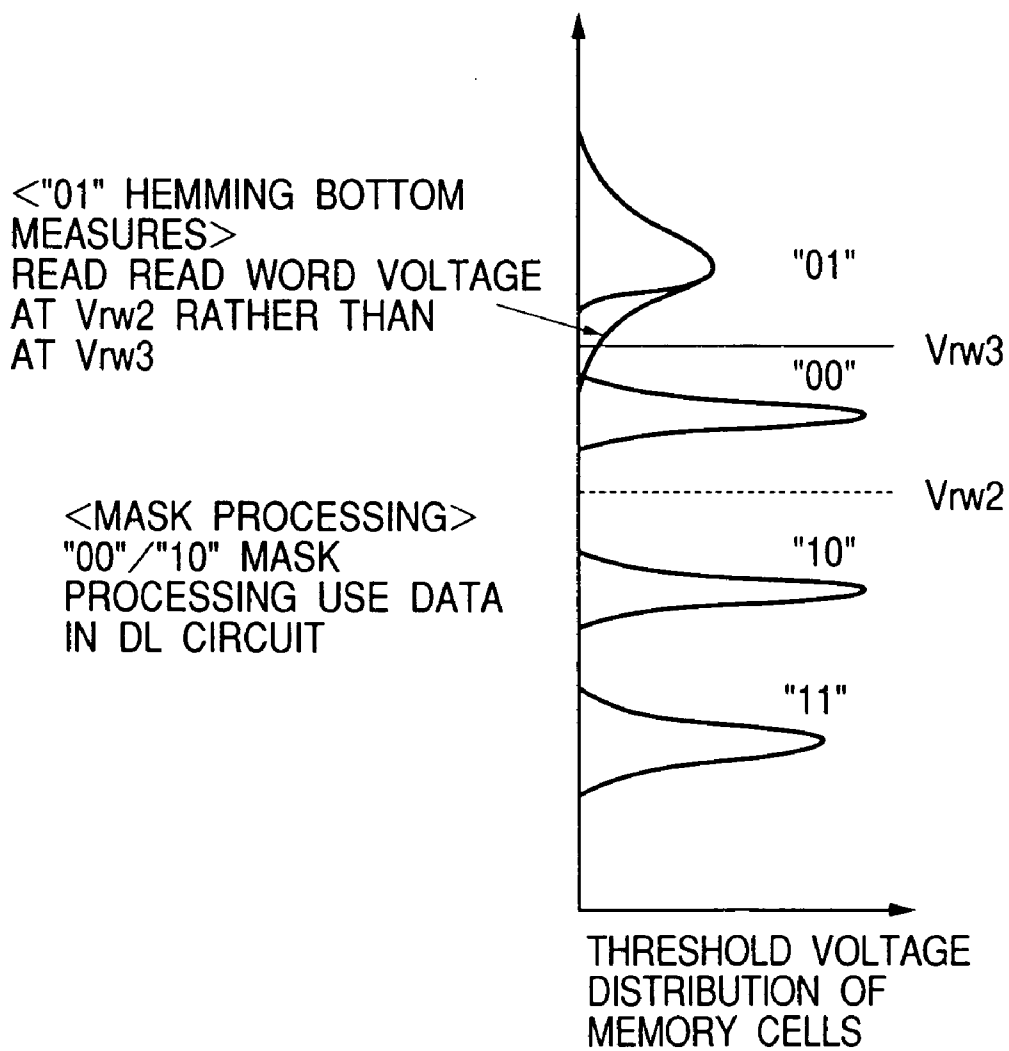 <"01" HEMMING BOTTOM
MEASURES>
READ READ WORD VOLTAGE
AT Vrw2 RATHER THAN
AT Vrw3
"01"
Vrw3
"00"
Vrw2
<MASK PROCESSING>
"00"/"10" MASK
PROCESSING USE DATA
IN DL CIRCUIT
"10"
"11"
THRESHOLD VOLTAGE
DISTRIBUTION OF
MEMORY CELLS